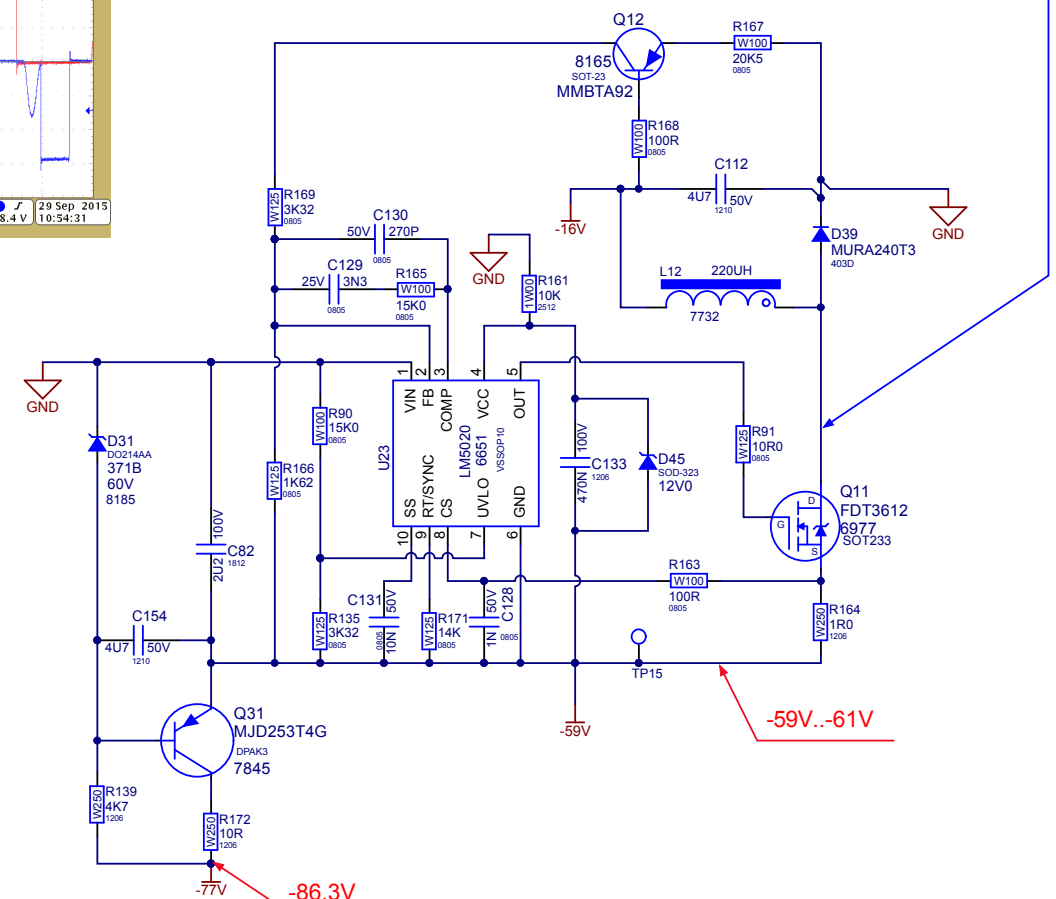 8.4 V
29 Sep 2015
10:54:31
Q12
8165
SOT-23
MMBTA92
R167
W100
20K5
0805
W100
R168
100R
0805
C112
4U7
50V
1210
-16V
GND
D39
MURA240T3
403D
L12
220UH
7732
W125
R169
3K32
0805
C130
50V
270P
0805
C129
25V
3N3
0805
R165
W100
15K0
0805
GND
1W00
R161
10K
2512
GND
D31
DO214AA
371B
60V
8185
W100
R90
15K0
0805
W125
R166
1K62
0805
U23
1
2
3
4
5
VIN
FB
COMP
VCC
OUT
LM5020
6651
VSSOP10
SS
RT/SYNC
CS
UVLO
GND
10
9
8
7
6
100V
C133
1206
470N
D45
SOD-323
12V0
W125
R91
10R0
0805
Q11
FDT3612
6977
SOT233
D
G
S
100V
C82
1812
2U2
C154
4U7
50V
1210
W125
R135
3K32
0805
C131
50V
0805
10N
W125
R171
14K
0805
50V
C128
1N
0805
R163
W100
100R
0805
W250
R164
1R0
1206
TP15
-59V
-59V..-61V
Q31
MJD253T4G
DPAK3
7845
W250
R139
4K7
1206
W250
R172
10R
1206
-77V
-86.3V